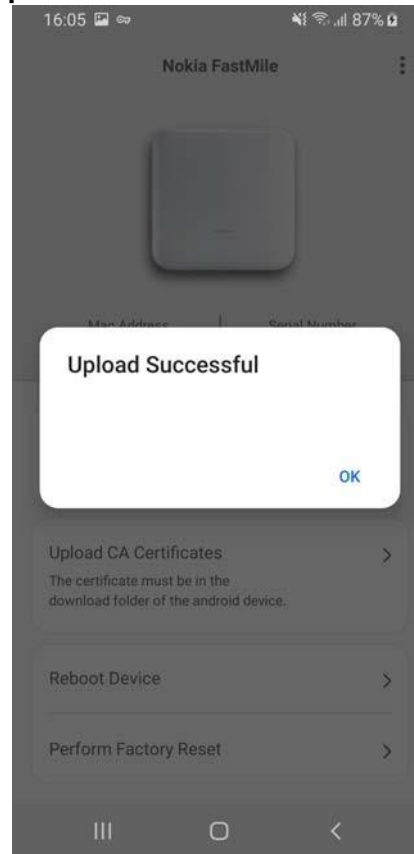 16:05 87%
Nokia FastMile
Mac Address Serial Number
Upload Successful
OK
Upload CA Certificates
The certificate must be in the
download folder of the android device.
Reboot Device
Perform Factory Reset